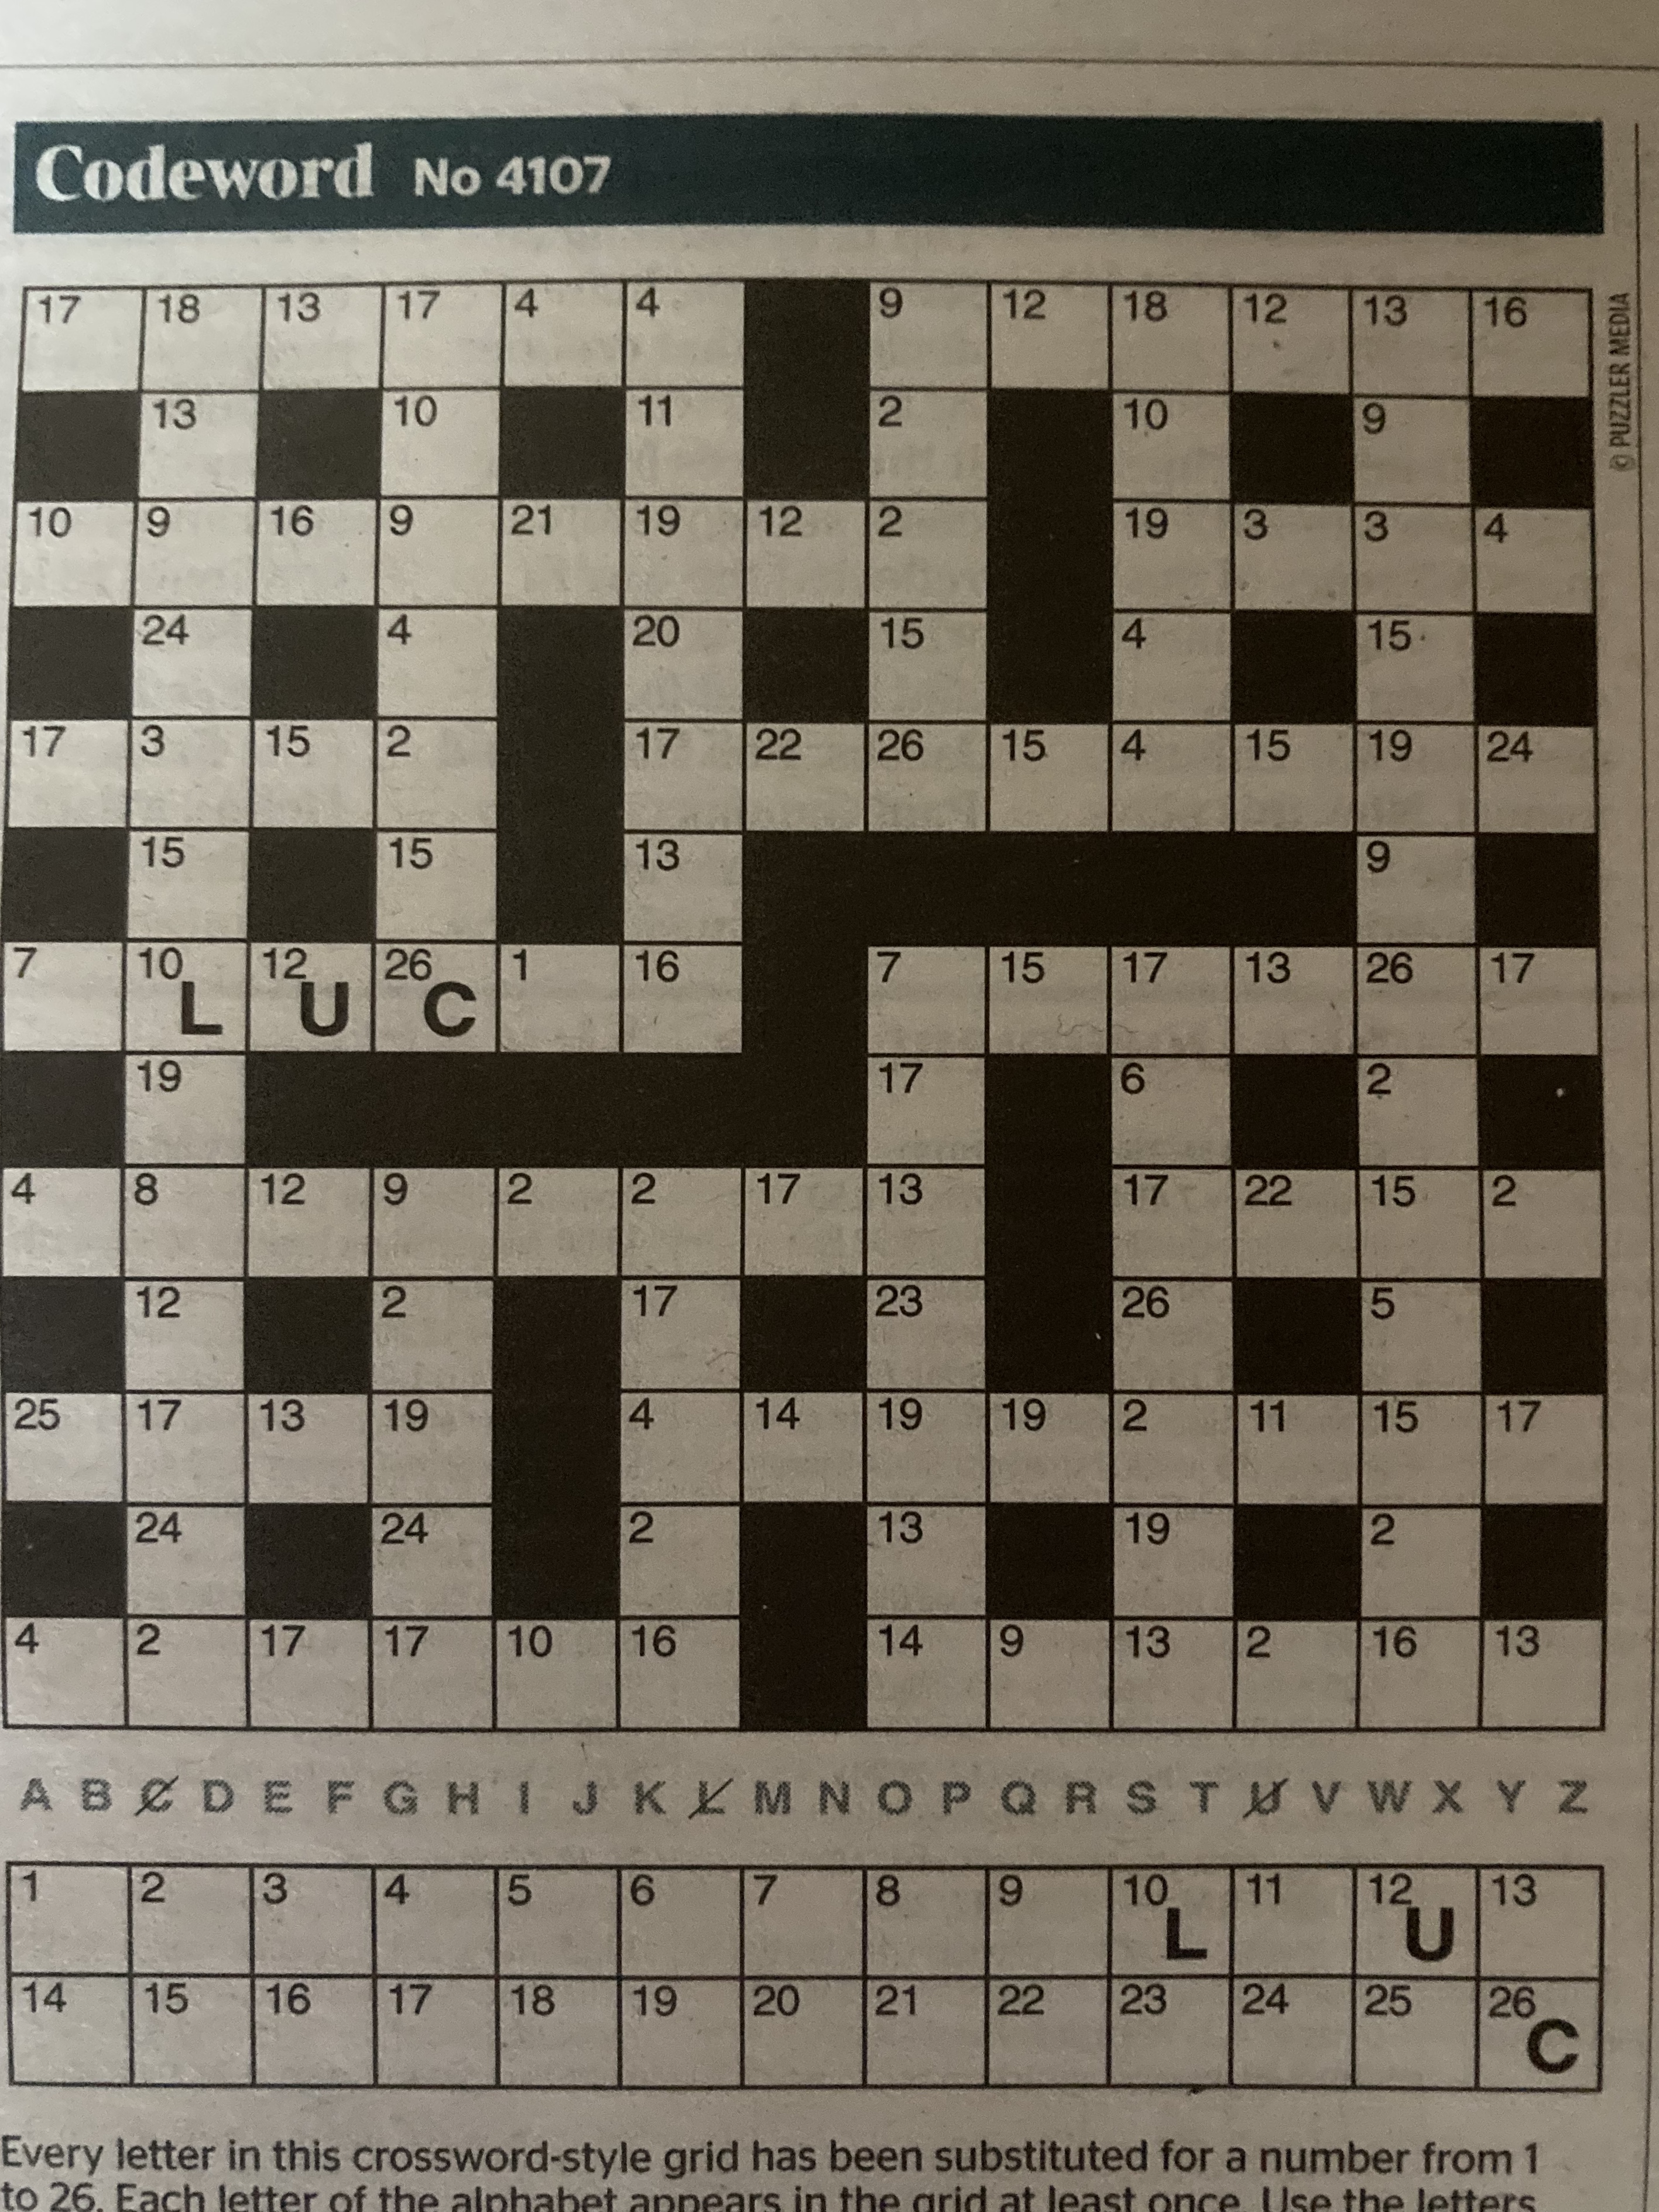 Codeword No 4107
17 18 13 17 4 4 9 12 18 12 13 16
13 10 11 2 10 9
10 9 16 9 21 19 12 2 19 3 3 4
24 4 20 15 4 15
17 3 15 2 17 22 26 15 4 15 19 24
15 15 13 9
7 10 L 12 U 26 C 1 16 7 15 17 13 26 17
19 17 6 2
4 8 12 9 2 2 17 13 17 22 15 2
12 2 17 23 26 5
25 17 13 19 4 14 19 19 2 11 15 17
24 24 2 13 19 2
4 2 17 17 10 16 14 9 13 2 16 13
A B C D E F G H I J K L M N O P Q R S T U V W X Y Z
1 2 3 4 5 6 7 8 9 10 L 11 12 U 13
14 15 16 17 18 19 20 21 22 23 24 25 26 C
Every letter in this crossword-style grid has been substituted for a number from 1
to 26. Each letter of the alphabet appears in the grid at least once. Use the letters
© PUZZLER MEDIA